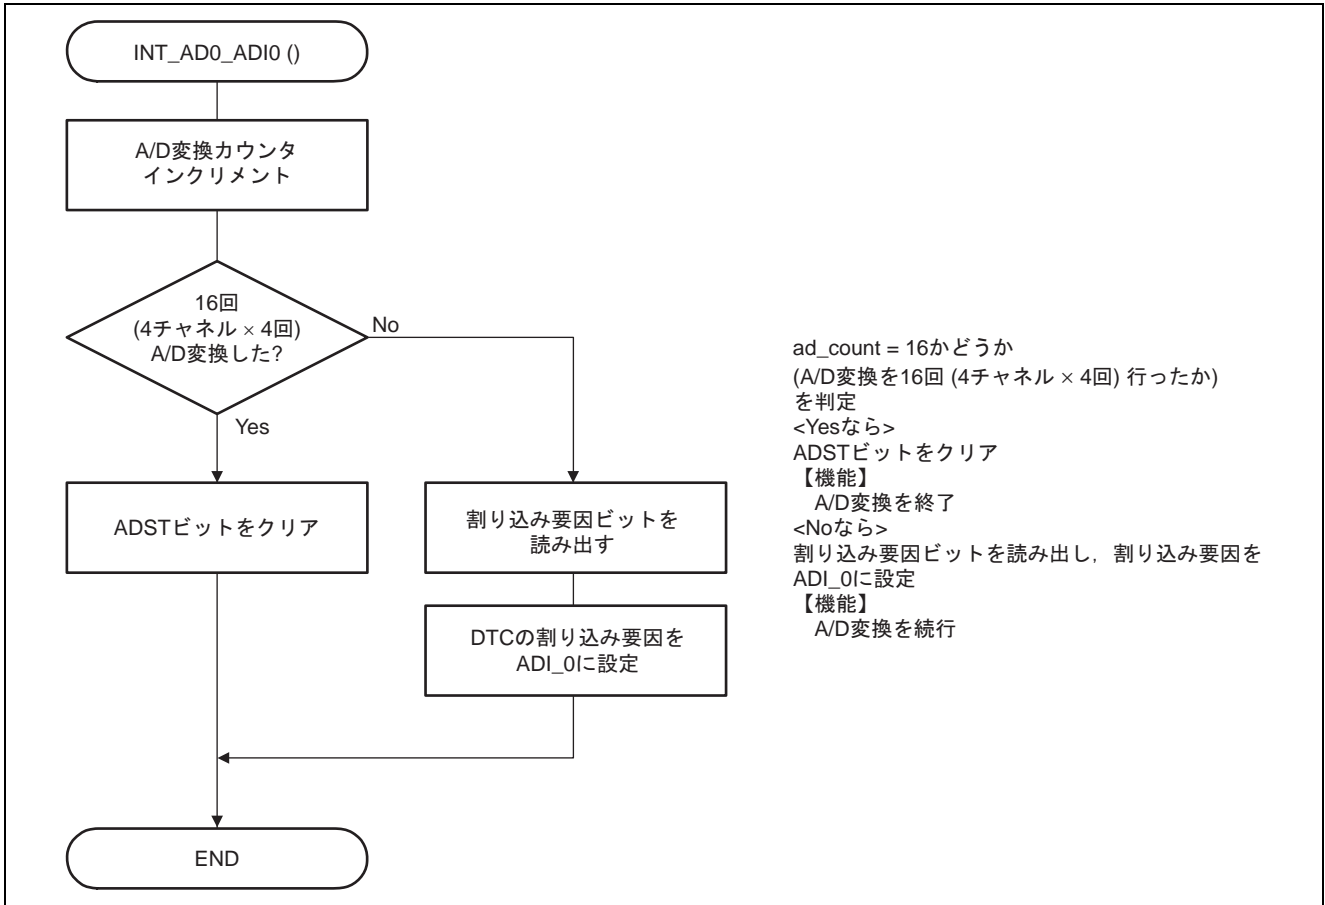 INT_AD0_ADI0 ()
A/D変換カウンタ
インクリメント
16回
(4チャネル × 4回)
A/D変換した?
No
Yes
ADSTビットをクリア
割り込み要因ビットを
読み出す
DTCの割り込み要因を
ADI_0に設定
END
ad_count = 16かどうか
(A/D変換を16回 (4チャネル × 4回) 行ったか)
を判定
<Yesなら>
ADSTビットをクリア
【機能】
A/D変換を終了
<Noなら>
割り込み要因ビットを読み出し，割り込み要因を
ADI_0に設定
【機能】
A/D変換を続行